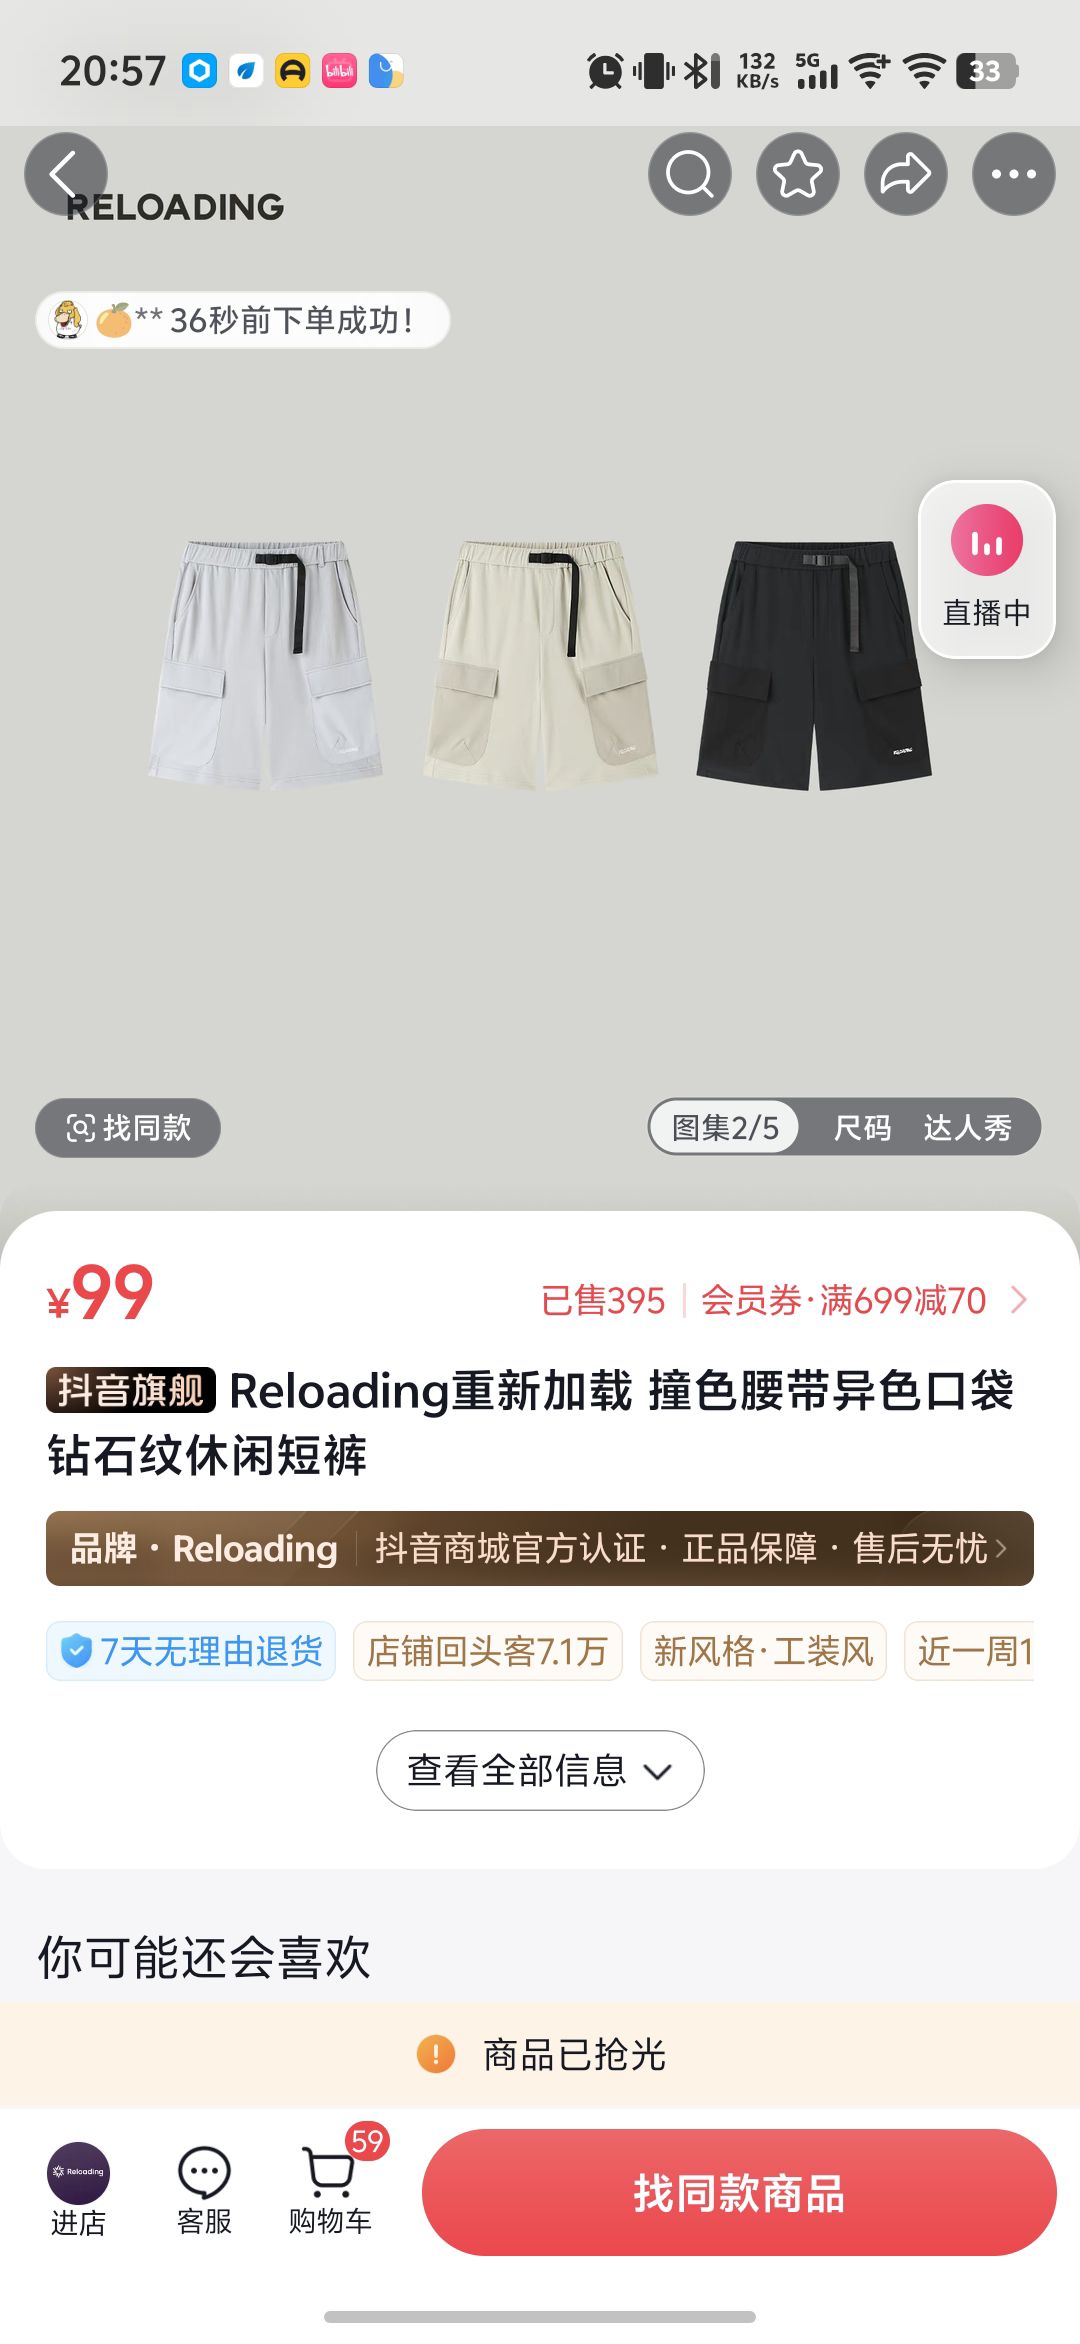 20:57
bilibili
132 KB/s
5G
33
RELOADING
** 36秒前下单成功!
直播中
找同款
图集2/5
尺码
达人秀
¥99
已售395
会员券·满699减70
抖音旗舰 Reloading重新加载 撞色腰带异色口袋
钻石纹休闲短裤
品牌 · Reloading
抖音商城官方认证 · 正品保障 · 售后无忧
7天无理由退货
店铺回头客7.1万
新风格·工装风
近一周1
查看全部信息
你可能还会喜欢
商品已抢光
Reloading
进店
客服
59
购物车
找同款商品